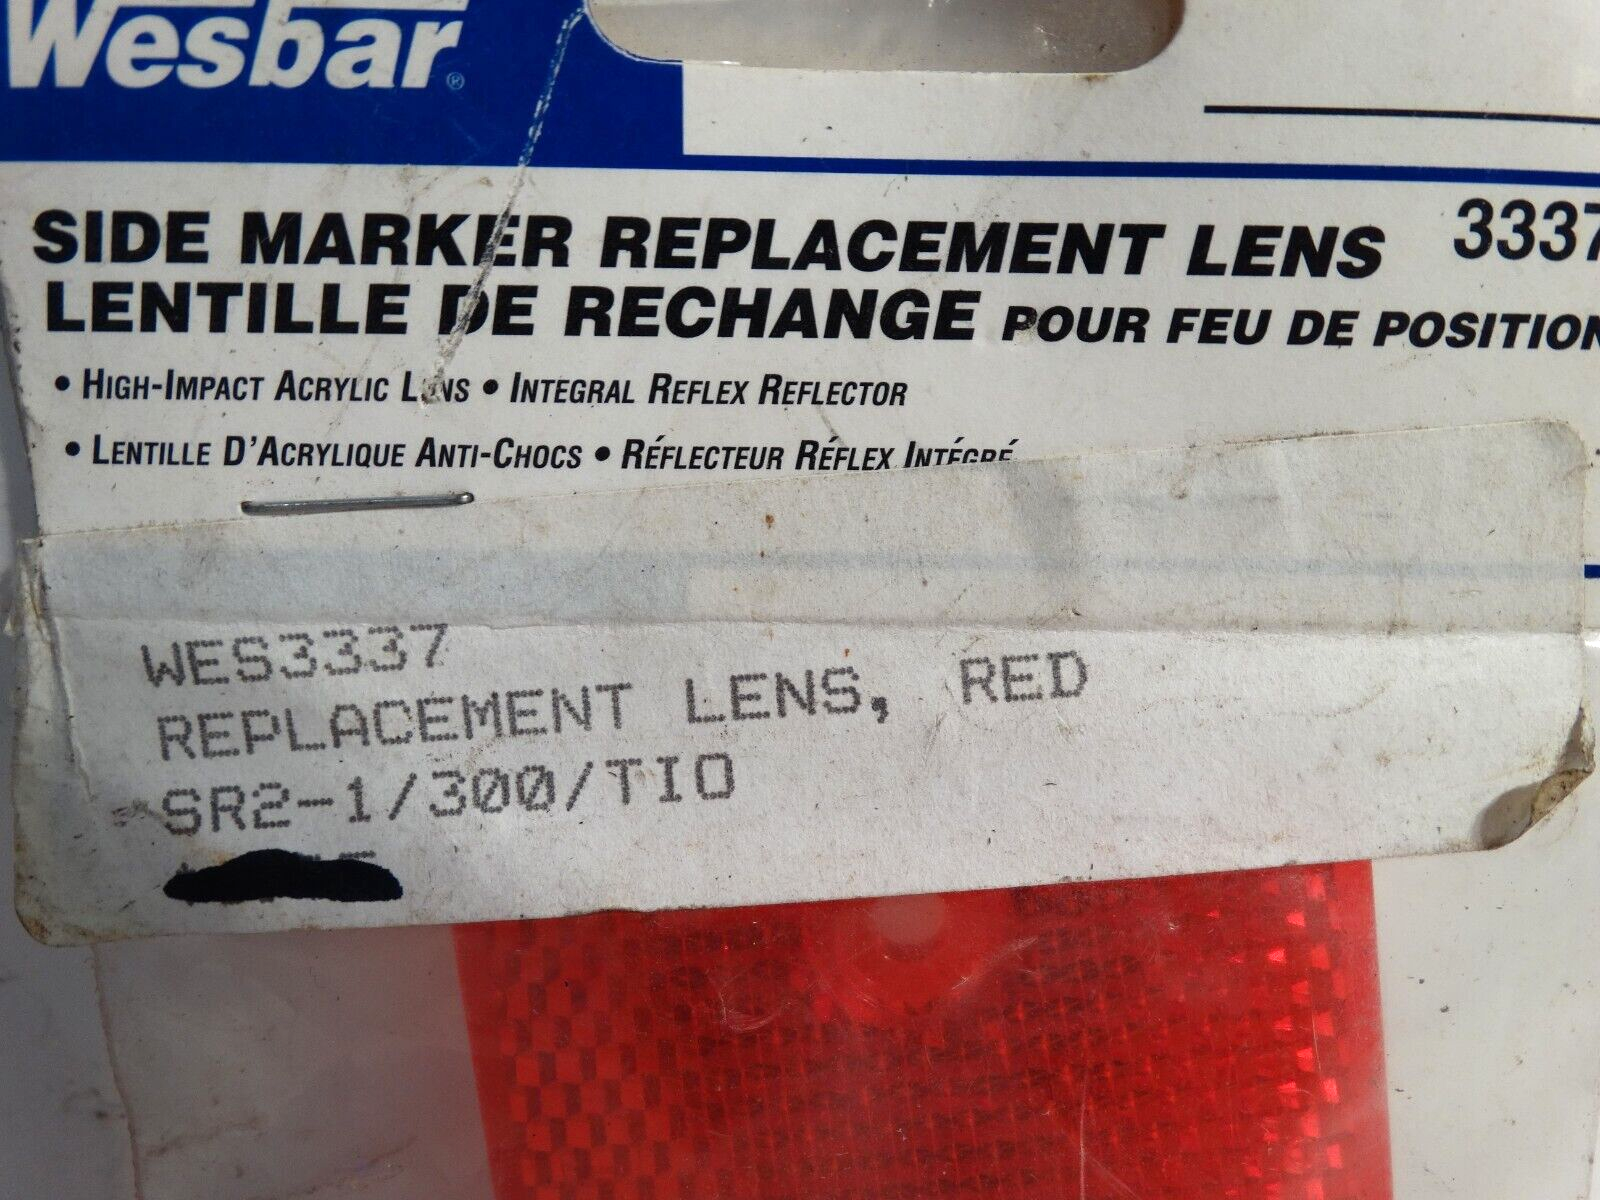 Wesbar®
SIDE MARKER REPLACEMENT LENS 3337
LENTILLE DE RECHANGE POUR FEU DE POSITION
• HIGH-IMPACT ACRYLIC LENS • INTEGRAL REFLEX REFLECTOR
• LENTILLE D'ACRYLIQUE ANTI-CHOCS • RÉFLECTEUR RÉFLEX INTÉGRÉ
WES3337
REPLACEMENT LENS, RED
SR2-1/300/TIO